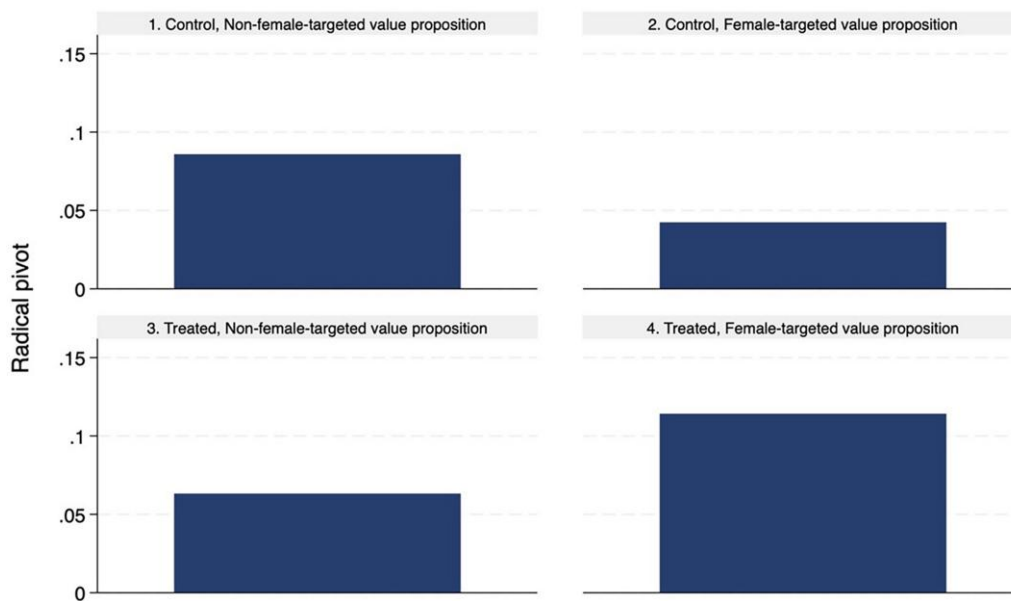 1. Control, Non-female-targeted value proposition
2. Control, Female-targeted value proposition
.15
.1
.05
0
Radical pivot
3. Treated, Non-female-targeted value proposition
4. Treated, Female-targeted value proposition
.15
.1
.05
0